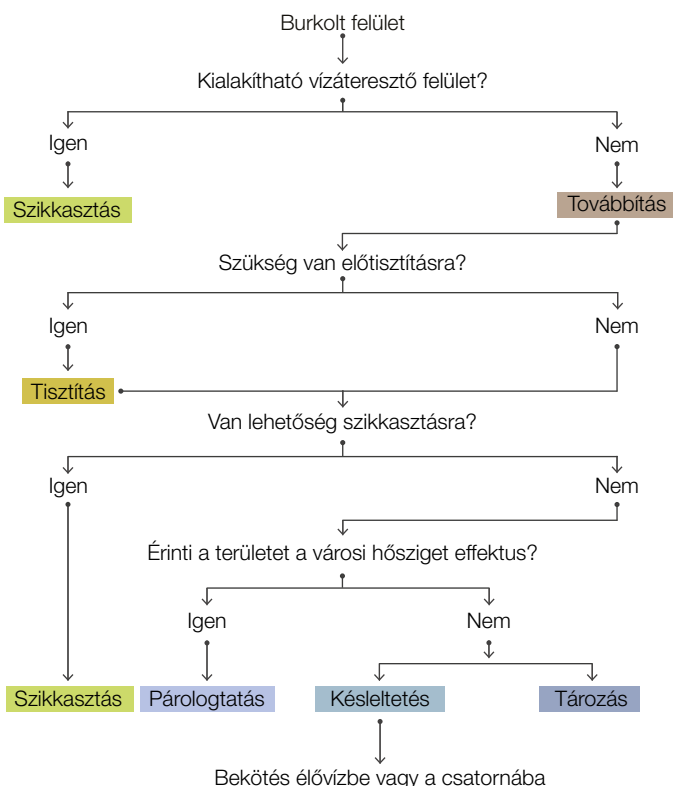 Burkolt felület
Kialakítható vízáteresztő felület?
Igen
Nem
Szikkasztás
Továbbítás
Szükség van előtisztításra?
Igen
Nem
Tisztítás
Van lehetőség szikkasztásra?
Igen
Nem
Érinti a területet a városi hősziget effektus?
Igen
Nem
Szikkasztás
Párologtatás
Késleltetés
Tározás
Bekötés élővízbe vagy a csatornába